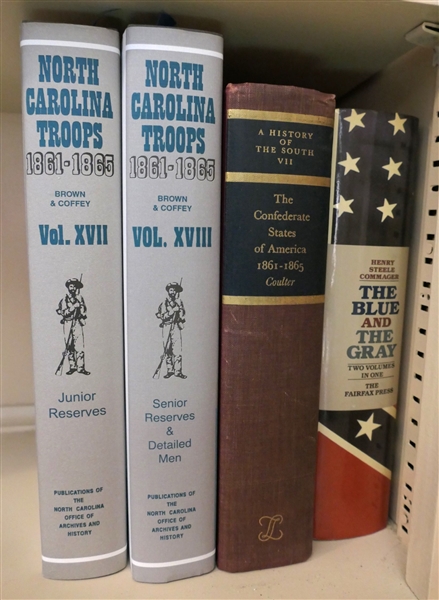 NORTH
CAROLINA
TROOPS
1861-1865
BROWN
& COFFEY
Vol. XVII
Junior
Reserves
PUBLICATIONS OF
THE
NORTH CAROLINA
OFFICE OF
ARCHIVES AND
HISTORY
NORTH
CAROLINA
TROOPS
1861-1865
BROWN
& COFFEY
VOL. XVIII
Senior
Reserves
&
Detailed
Men
PUBLICATIONS OF
THE
NORTH CAROLINA
OFFICE OF
ARCHIVES AND
HISTORY
A HISTORY
OF THE SOUTH
VII
The
Confederate
States
of America
1861-1865
Coulter
HENRY
STEELE
COMMAGER
THE
BLUE
AND
THE
GRAY
TWO VOLUMES
IN ONE
THE
FAIRFAX PRESS